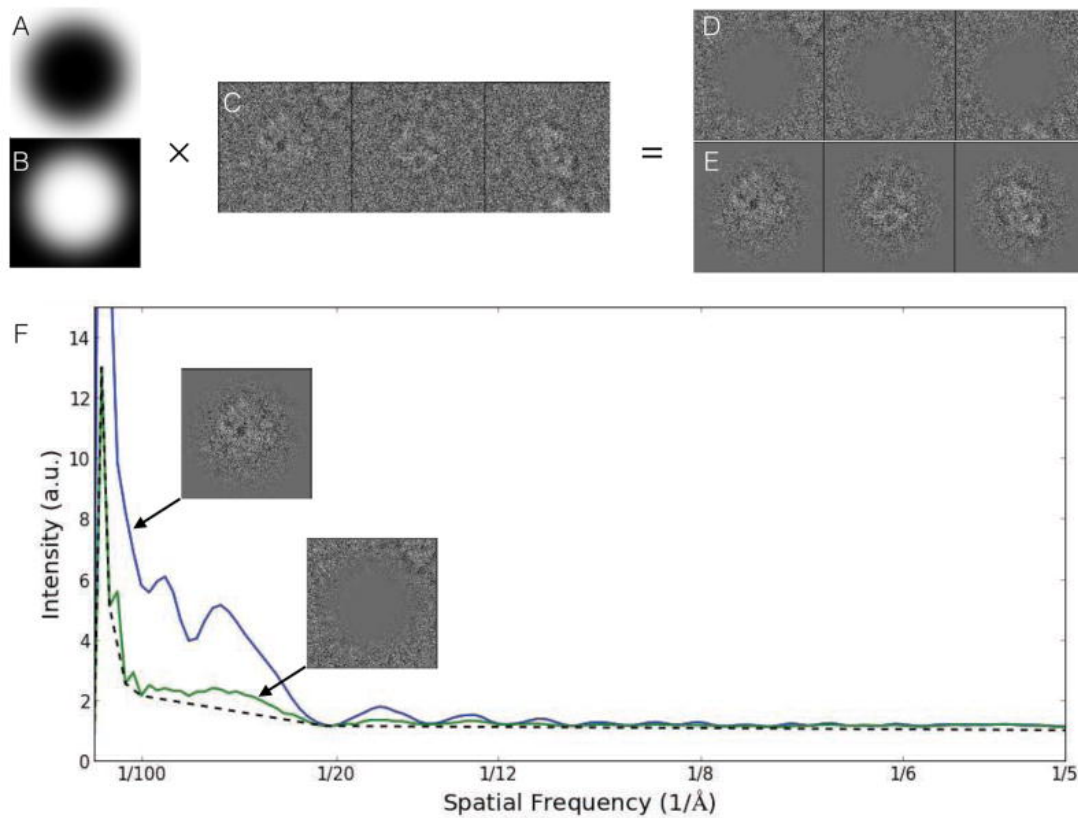 A
B
×
C
=
D
E
F
14
12
10
8
6
4
2
0
Intensity (a.u.)
1/100
1/20
1/12
1/8
1/6
1/5
Spatial Frequency (1/Å)